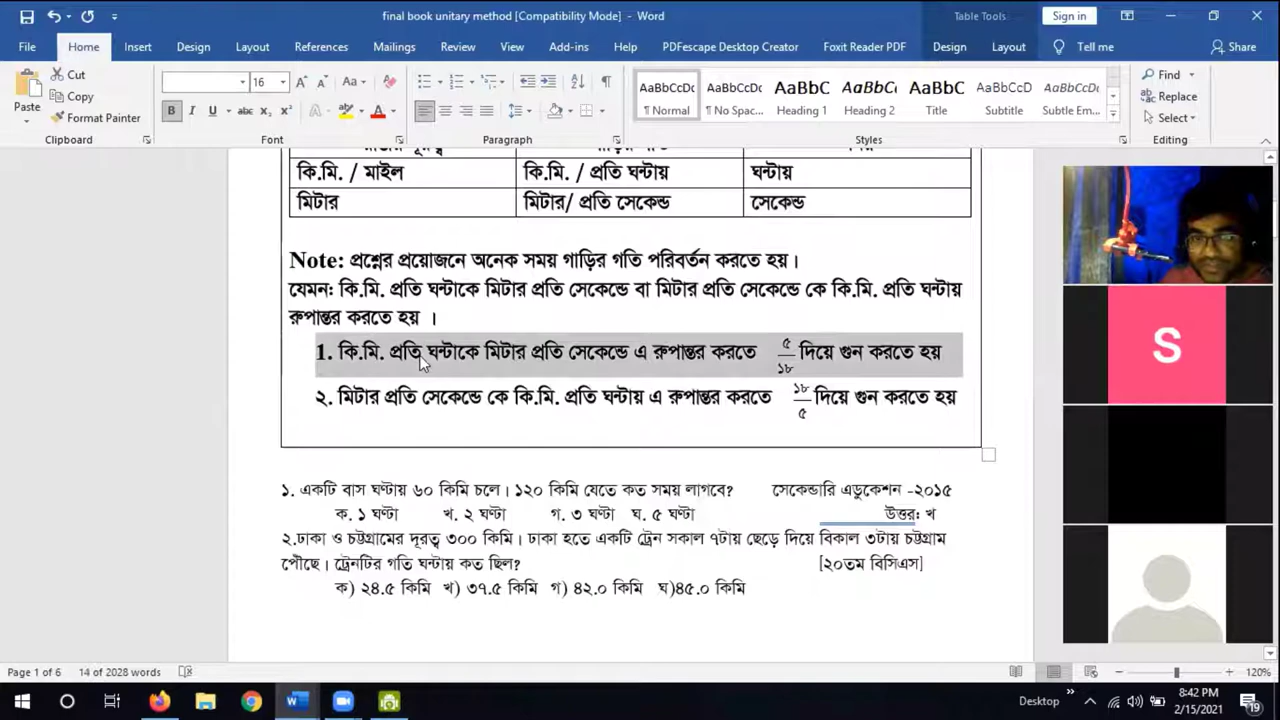 final book unitary method [Compatibility Mode] - Word
Table Tools
Sign in
File Home Insert Design Layout References Mailings Review View Add-ins Help PDFescape Desktop Creator Foxit Reader PDF Design Layout Tell me Share
Paste
Cut
Copy
Format Painter
Clipboard
16
Font
Paragraph
AaBbCcDc AaBbCcDc AaBbC AaBbCc AaBbC AaBbCcD AaBbCcDc
¶ Normal ¶ No Spac... Heading 1 Heading 2 Title Subtitle Subtle Em...
Styles
Find
Replace
Select
Editing
কি.মি. / মাইল কি.মি. / প্রতি ঘন্টায় ঘন্টায়
মিটার মিটার/ প্রতি সেকেন্ড সেকেন্ড
Note: প্রশ্নের প্রয়োজনে অনেক সময় গাড়ির গতি পরিবর্তন করতে হয়।
যেমন: কি.মি. প্রতি ঘন্টাকে মিটার প্রতি সেকেন্ডে বা মিটার প্রতি সেকেন্ডে কে কি.মি. প্রতি ঘন্টায়
রুপান্তর করতে হয় ।
1. কি.মি. প্রতি ঘন্টাকে মিটার প্রতি সেকেন্ডে এ রুপান্তর করতে ৫/১৮ দিয়ে গুন করতে হয়
২. মিটার প্রতি সেকেন্ডে কে কি.মি. প্রতি ঘন্টায় এ রুপান্তর করতে ১৮/৫ দিয়ে গুন করতে হয়
১. একটি বাস ঘণ্টায় ৬০ কিমি চলে। ১২০ কিমি যেতে কত সময় লাগবে? সেকেন্ডারি এডুকেশন -২০১৫
ক. ১ ঘণ্টা খ. ২ ঘণ্টা গ. ৩ ঘণ্টা ঘ. ৫ ঘণ্টা উত্তর: খ
২.ঢাকা ও চট্টগ্রামের দূরত্ব ৩০০ কিমি। ঢাকা হতে একটি ট্রেন সকাল ৭টায় ছেড়ে দিয়ে বিকাল ৩টায় চট্টগ্রাম
পৌঁছে। ট্রেনটির গতি ঘন্টায় কত ছিল? [২০তম বিসিএস]
ক) ২৪.৫ কিমি খ) ৩৭.৫ কিমি গ) ৪২.০ কিমি ঘ)৪৫.০ কিমি
S
Page 1 of 6 14 of 2028 words 120%
Desktop
8:42 PM
2/15/2021
19